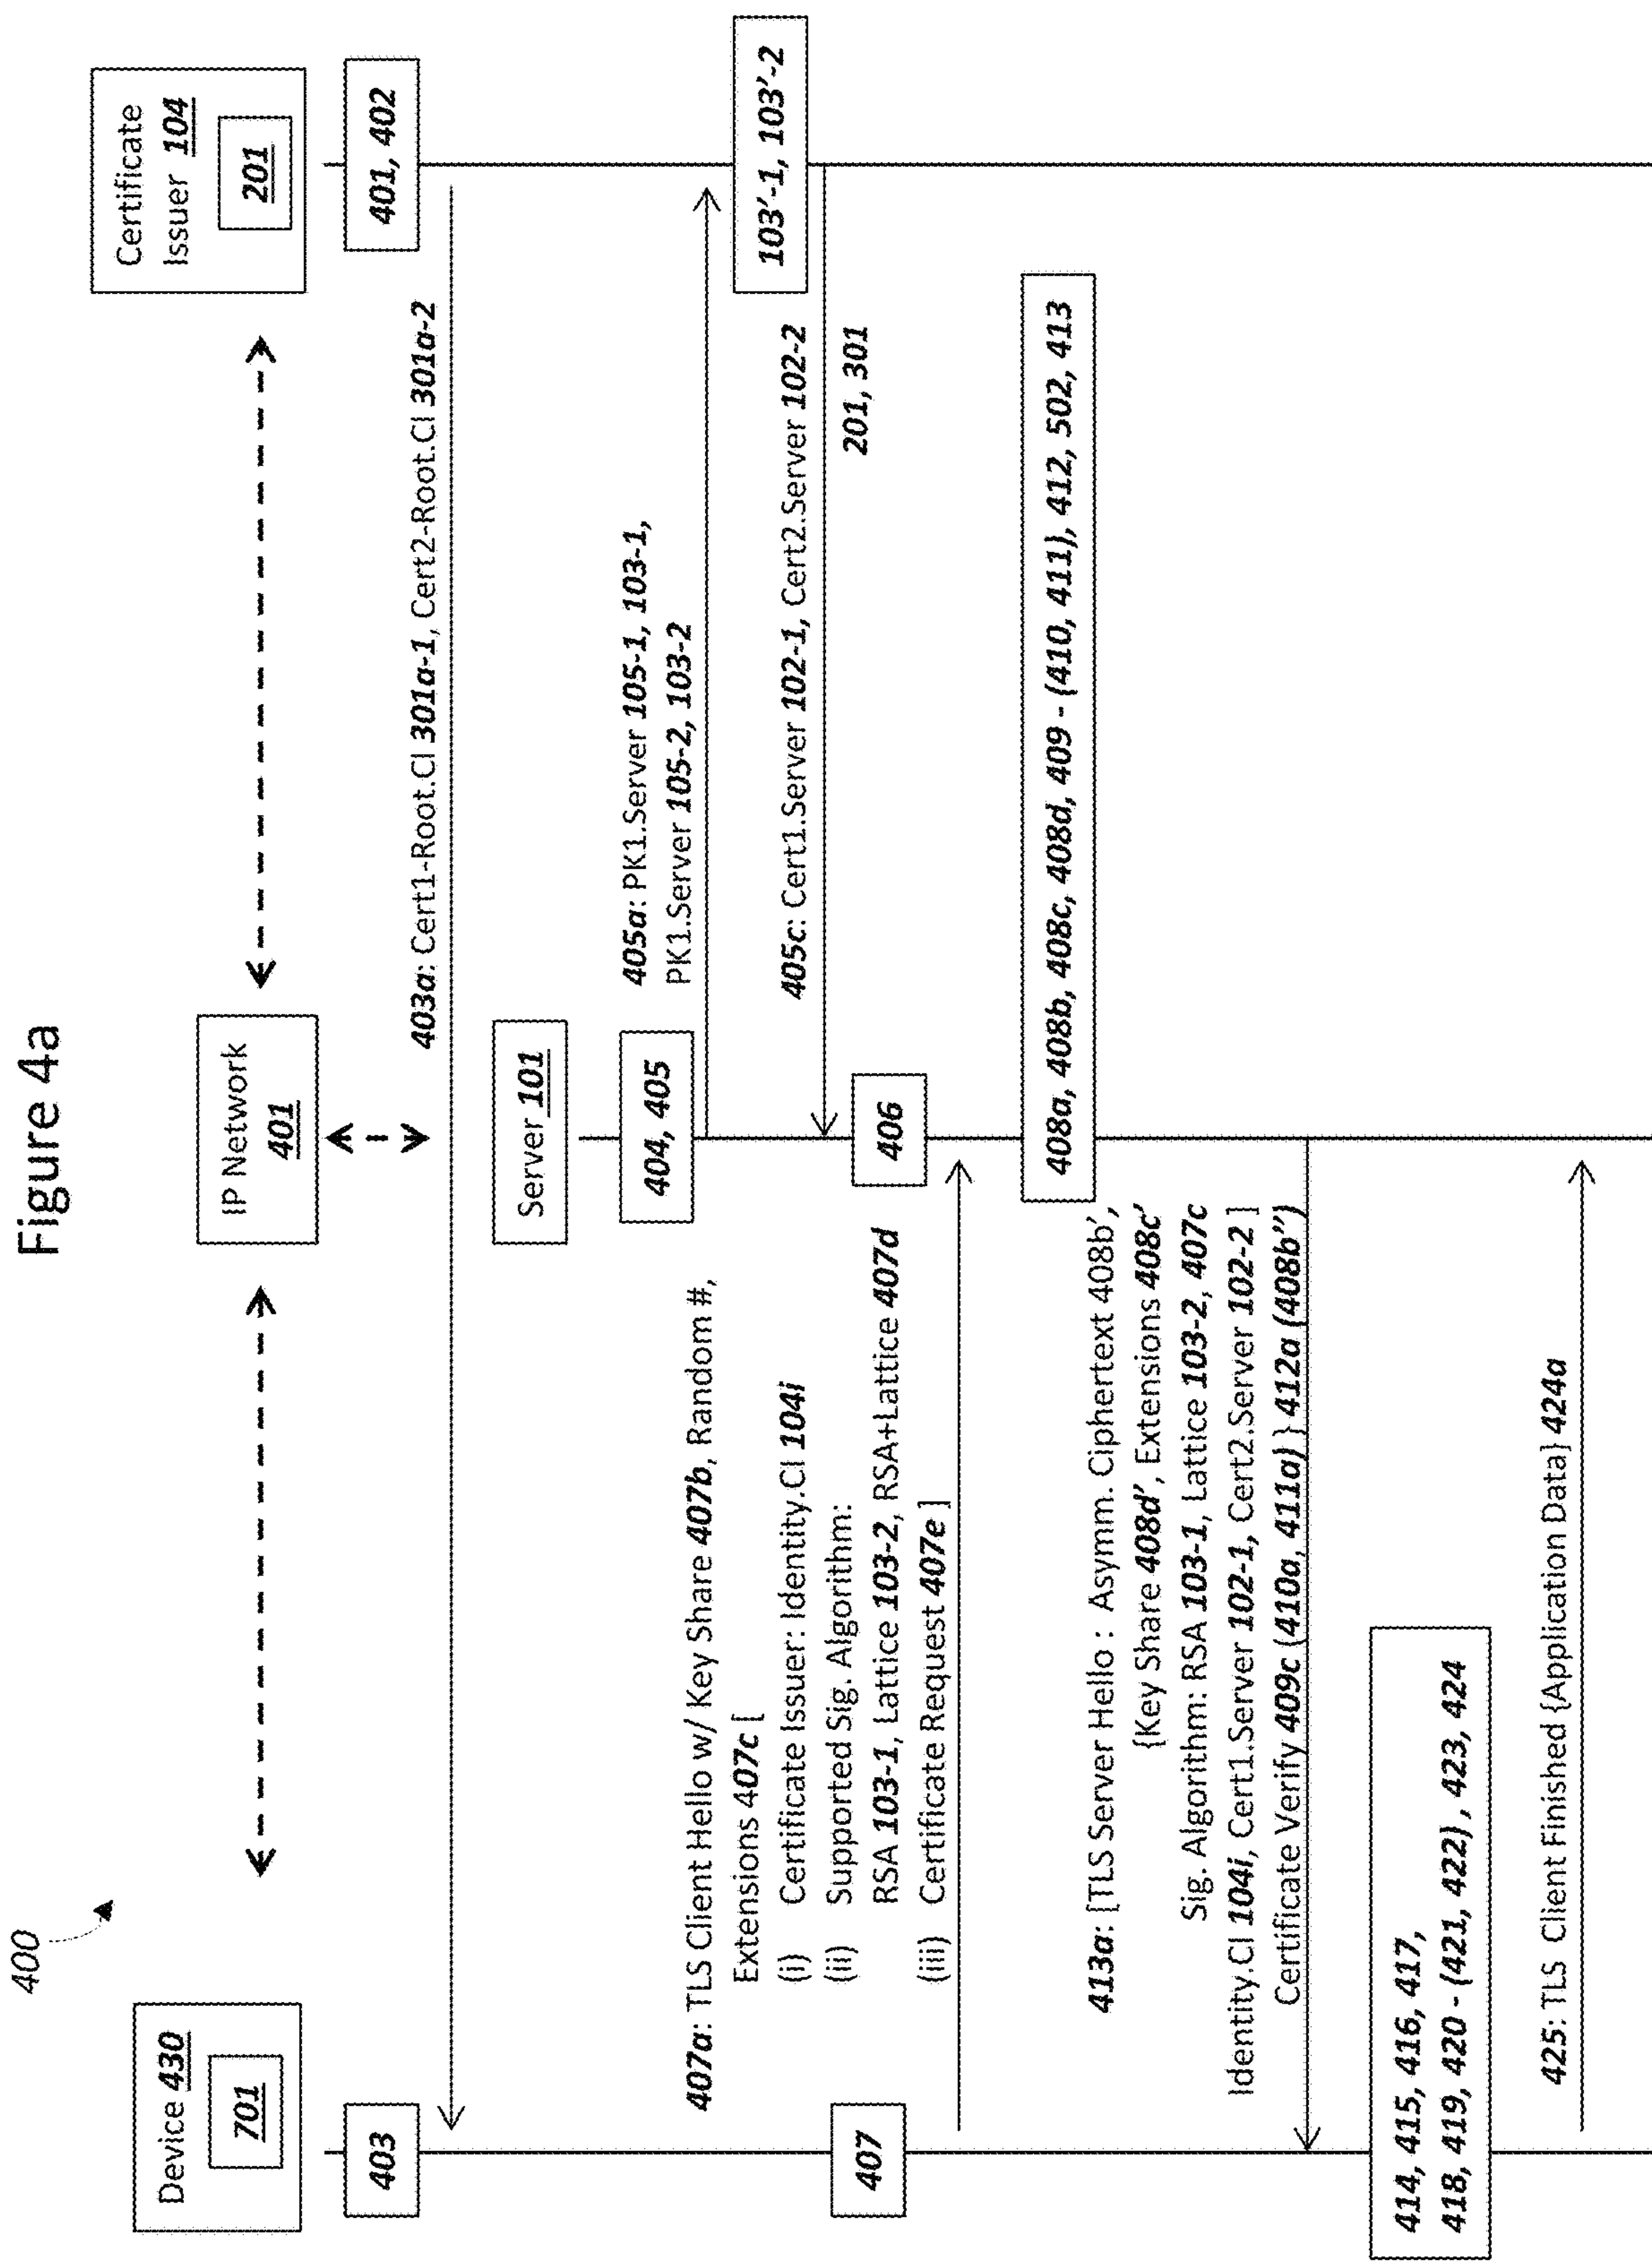 Figure 4a
400
Device 430
701
IP Network
401
Certificate
Issuer 104
201
403
401, 402
403a: Cert1-Root.CI 301a-1, Cert2-Root.CI 301a-2
Server 101
404, 405
405a: PK1.Server 105-1, 103-1,
PK1.Server 105-2, 103-2
103'-1, 103'-2
405c: Cert1.Server 102-1, Cert2.Server 102-2
201, 301
406
407
407a: TLS Client Hello w/ Key Share 407b, Random #,
Extensions 407c [
(i) Certificate Issuer: Identity.CI 104i
(ii) Supported Sig. Algorithm:
RSA 103-1, Lattice 103-2, RSA+Lattice 407d
(iii) Certificate Request 407e ]
408a, 408b, 408c, 408d, 409 - (410, 411), 412, 502, 413
413a: [TLS Server Hello : Asymm. Ciphertext 408b',
{Key Share 408d', Extensions 408c'
Sig. Algorithm: RSA 103-1, Lattice 103-2, 407c
Identity.CI 104i, Cert1.Server 102-1, Cert2.Server 102-2 ]
Certificate Verify 409c (410a, 411a) } 412a (408b'')
414, 415, 416, 417,
418, 419, 420 - (421, 422) , 423, 424
425: TLS Client Finished {Application Data} 424a